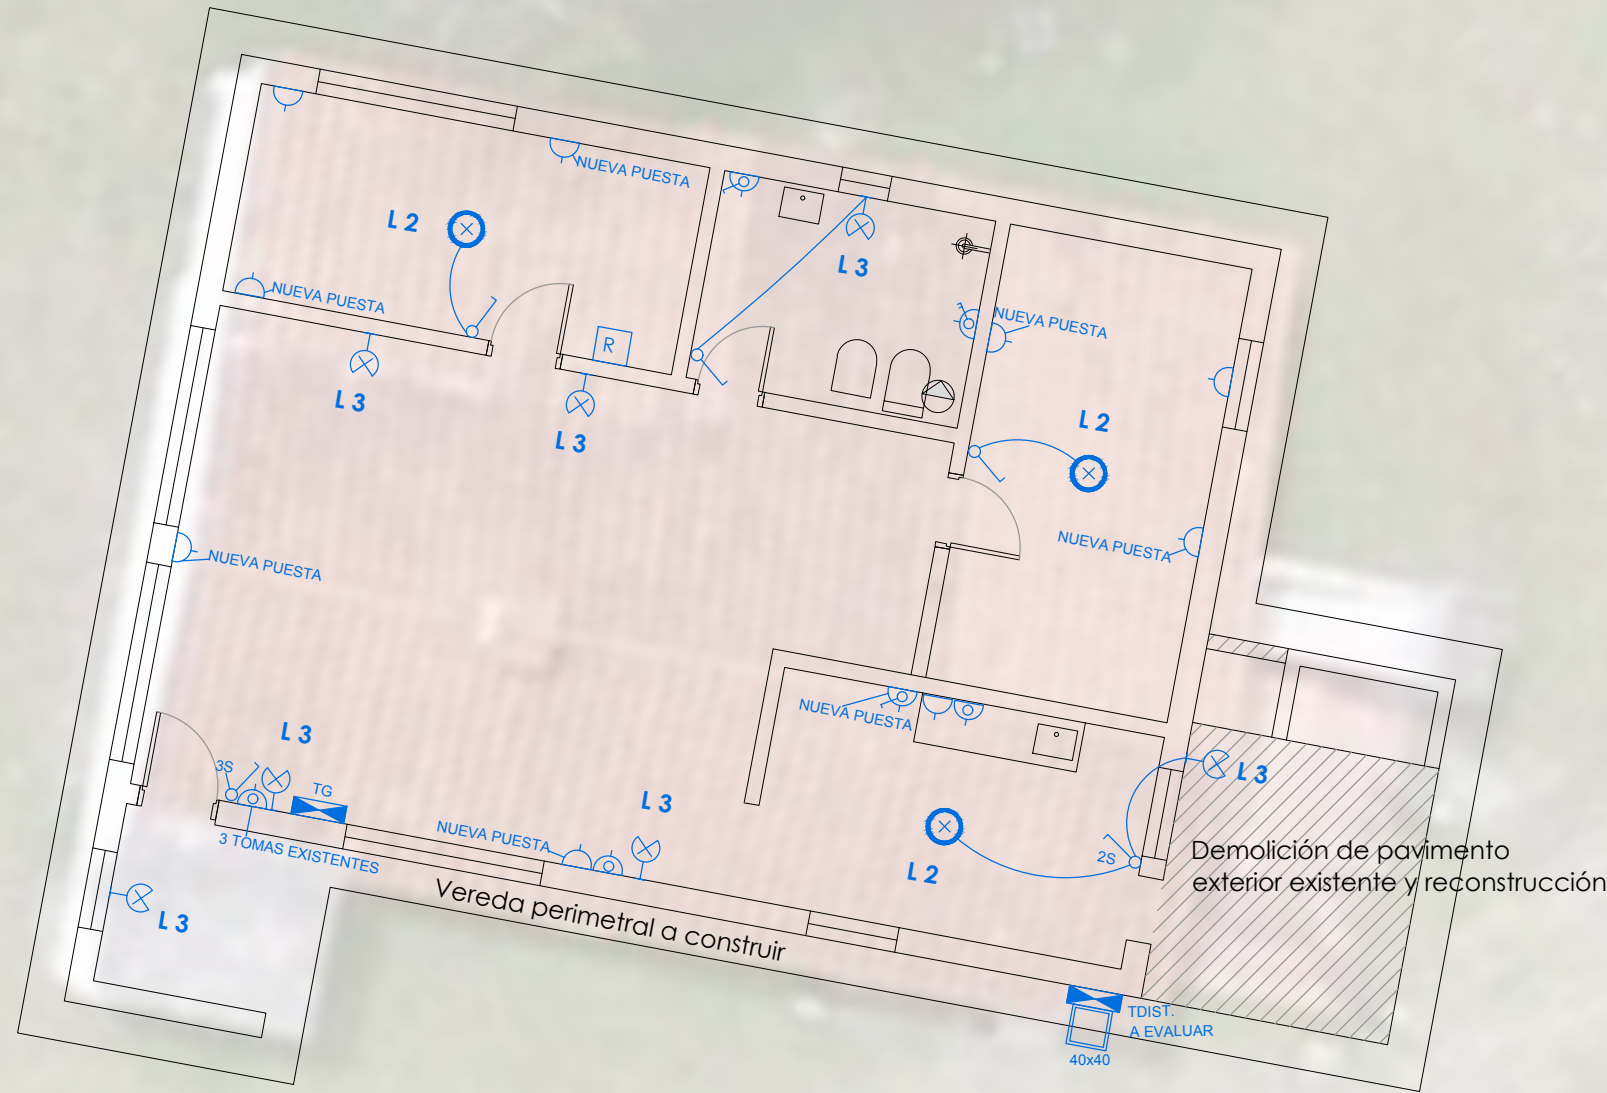 NUEVA PUESTA
L 2
L 3
NUEVA PUESTA
NUEVA PUESTA
R
L 3
L 3
L 2
NUEVA PUESTA
NUEVA PUESTA
NUEVA PUESTA
L 3
3S
TG
3 TOMAS EXISTENTES
L 3
NUEVA PUESTA
L 3
L 2
2S
L 3
Demolición de pavimento
exterior existente y reconstrucción
Vereda perimetral a construir
TDIST.
A EVALUAR
40x40